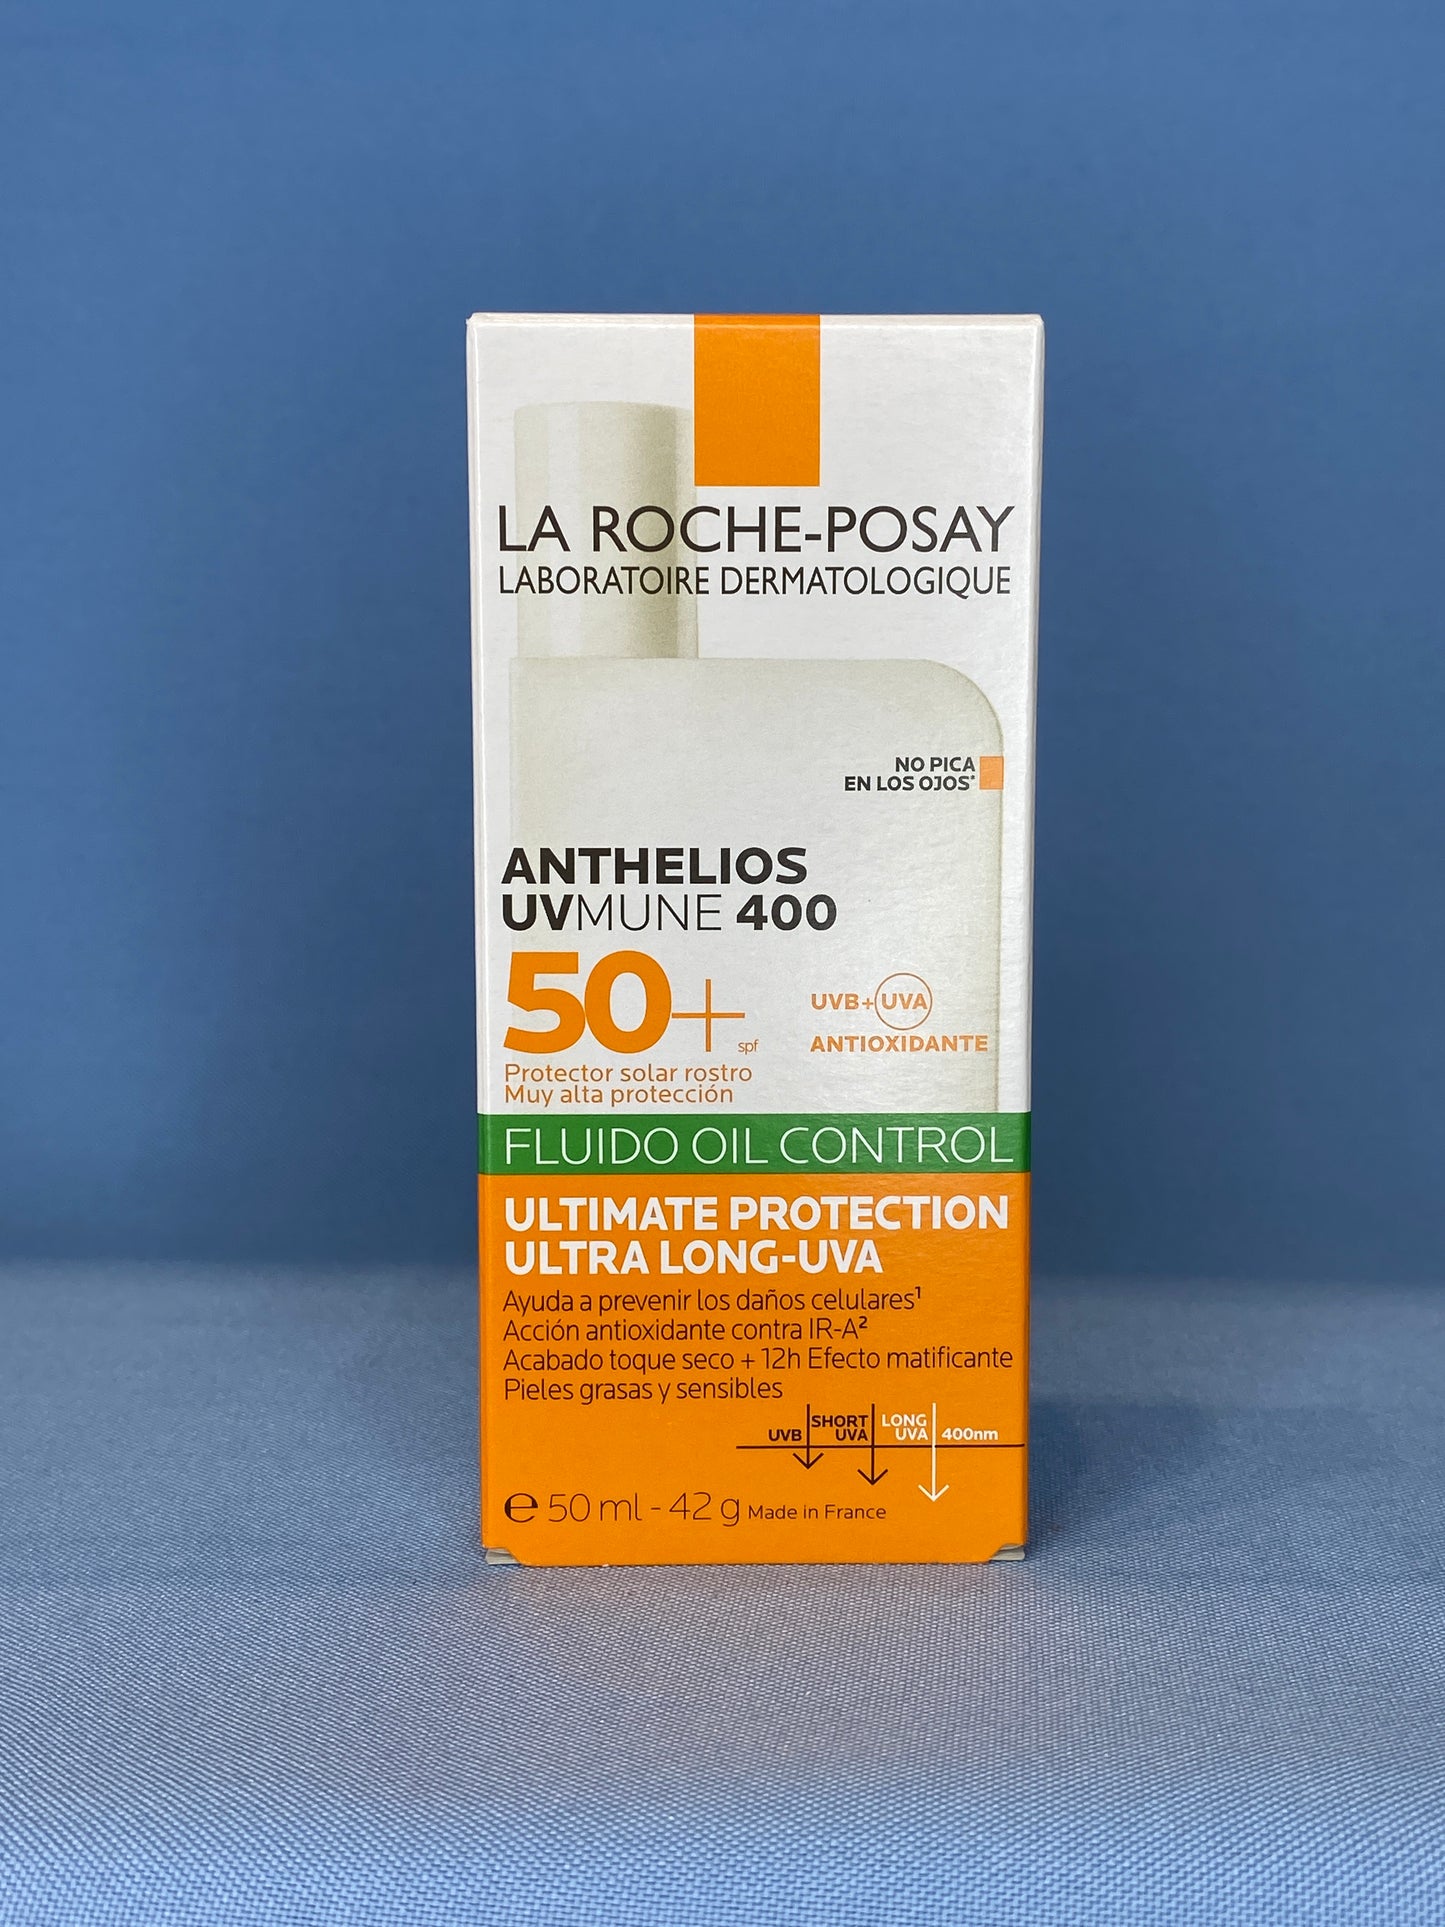 LA ROCHE-POSAY
LABORATOIRE DERMATOLOGIQUE
NO PICA
EN LOS OJOS*
ANTHELIOS
UVMUNE 400
50+ spf
UVB+UVA
ANTIOXIDANTE
Protector solar rostro
Muy alta protección
FLUIDO OIL CONTROL
ULTIMATE PROTECTION
ULTRA LONG-UVA
Ayuda a prevenir los daños celulares¹
Acción antioxidante contra IR-A²
Acabado toque seco + 12h Efecto matificante
Pieles grasas y sensibles
UVB SHORT UVA LONG UVA 400nm
℮ 50 ml - 42 g Made in France